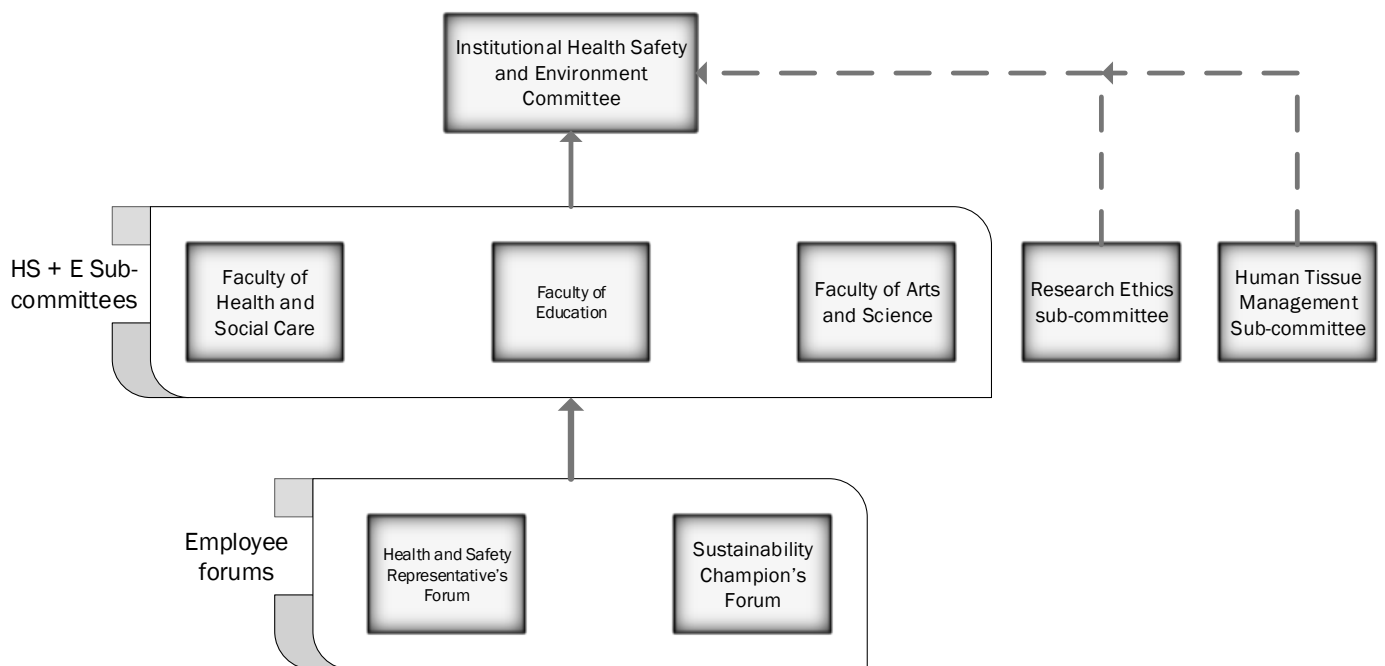 Institutional Health Safety
and Environment
Committee
HS + E Sub-
committees
Faculty of
Health and
Social Care
Faculty of
Education
Faculty of Arts
and Science
Research Ethics
sub-committee
Human Tissue
Management
Sub-committee
Employee
forums
Health and Safety
Representative’s
Forum
Sustainability
Champion’s
Forum